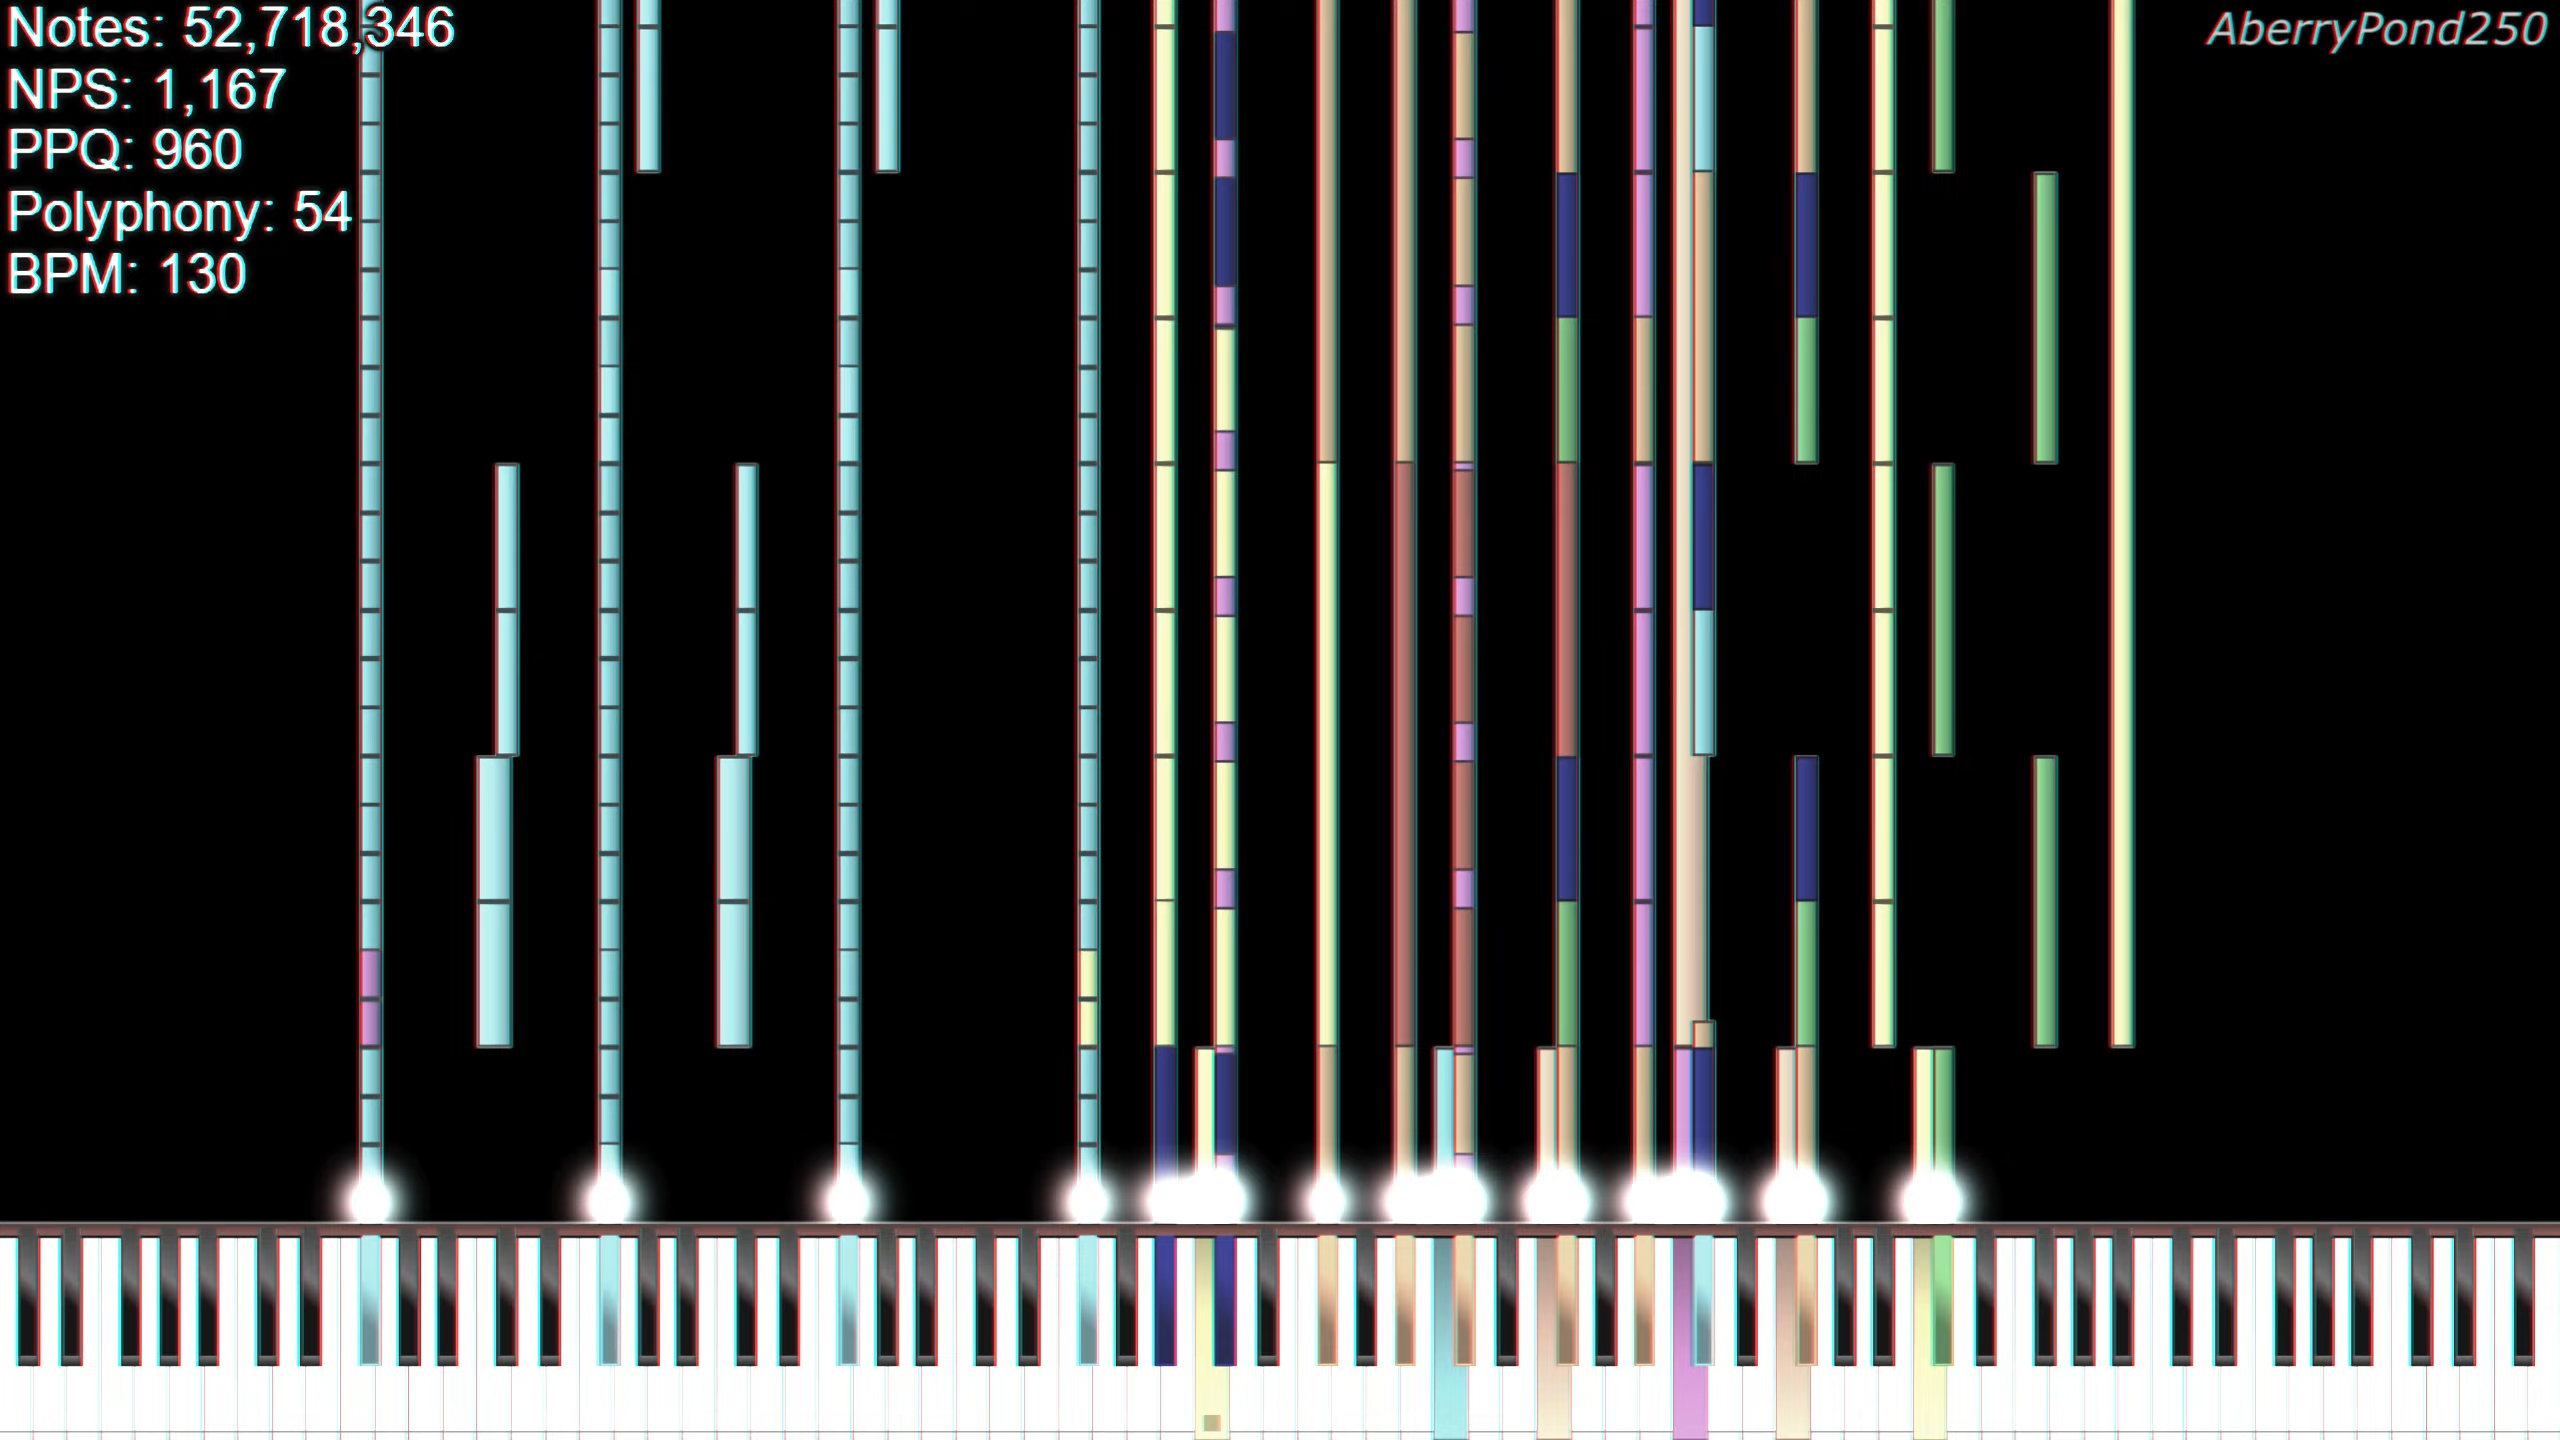 Notes: 52,718,346
AberryPond250
NPS: 1,167
PPQ: 960
Polyphony: 54
BPM: 130